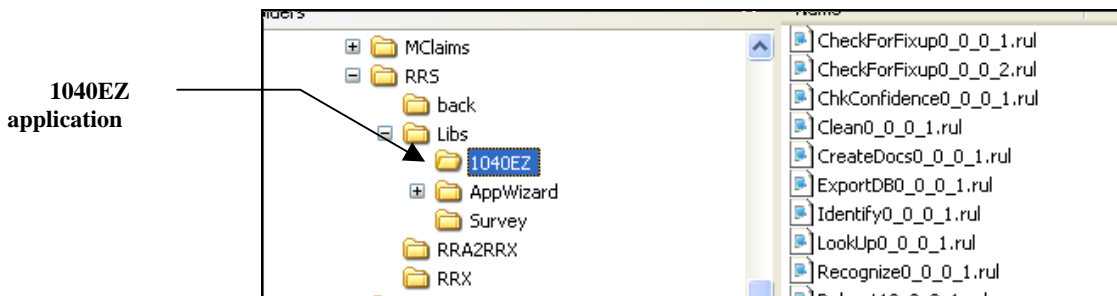 1040EZ
application
MClaims
RRS
back
Libs
1040EZ
AppWizard
Survey
RRA2RRX
RRX
Name
CheckForFixup0_0_0_1.rul
CheckForFixup0_0_0_2.rul
ChkConfidence0_0_0_1.rul
Clean0_0_0_1.rul
CreateDocs0_0_0_1.rul
ExportDB0_0_0_1.rul
Identify0_0_0_1.rul
LookUp0_0_0_1.rul
Recognize0_0_0_1.rul